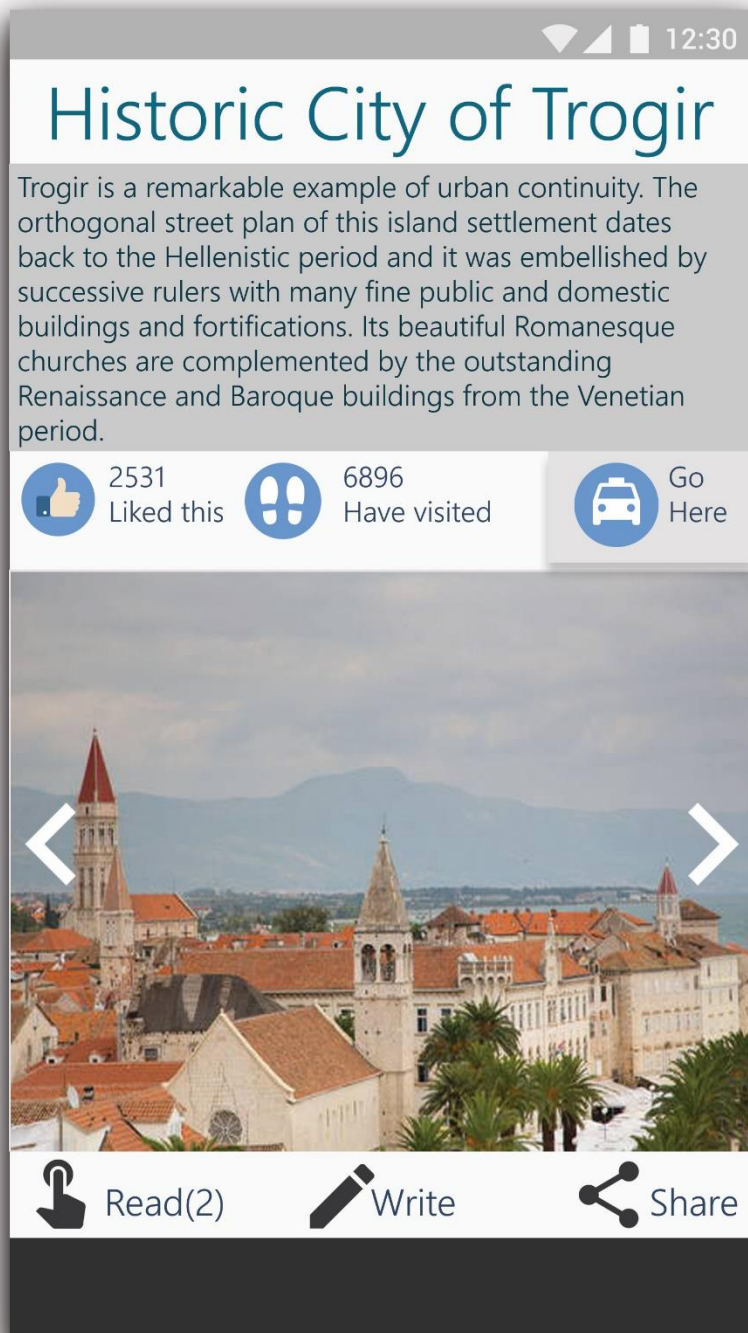 12:30
Historic City of Trogir
Trogir is a remarkable example of urban continuity. The
orthogonal street plan of this island settlement dates
back to the Hellenistic period and it was embellished by
successive rulers with many fine public and domestic
buildings and fortifications. Its beautiful Romanesque
churches are complemented by the outstanding
Renaissance and Baroque buildings from the Venetian
period.
2531
Liked this
6896
Have visited
Go
Here
Read(2)
Write
Share